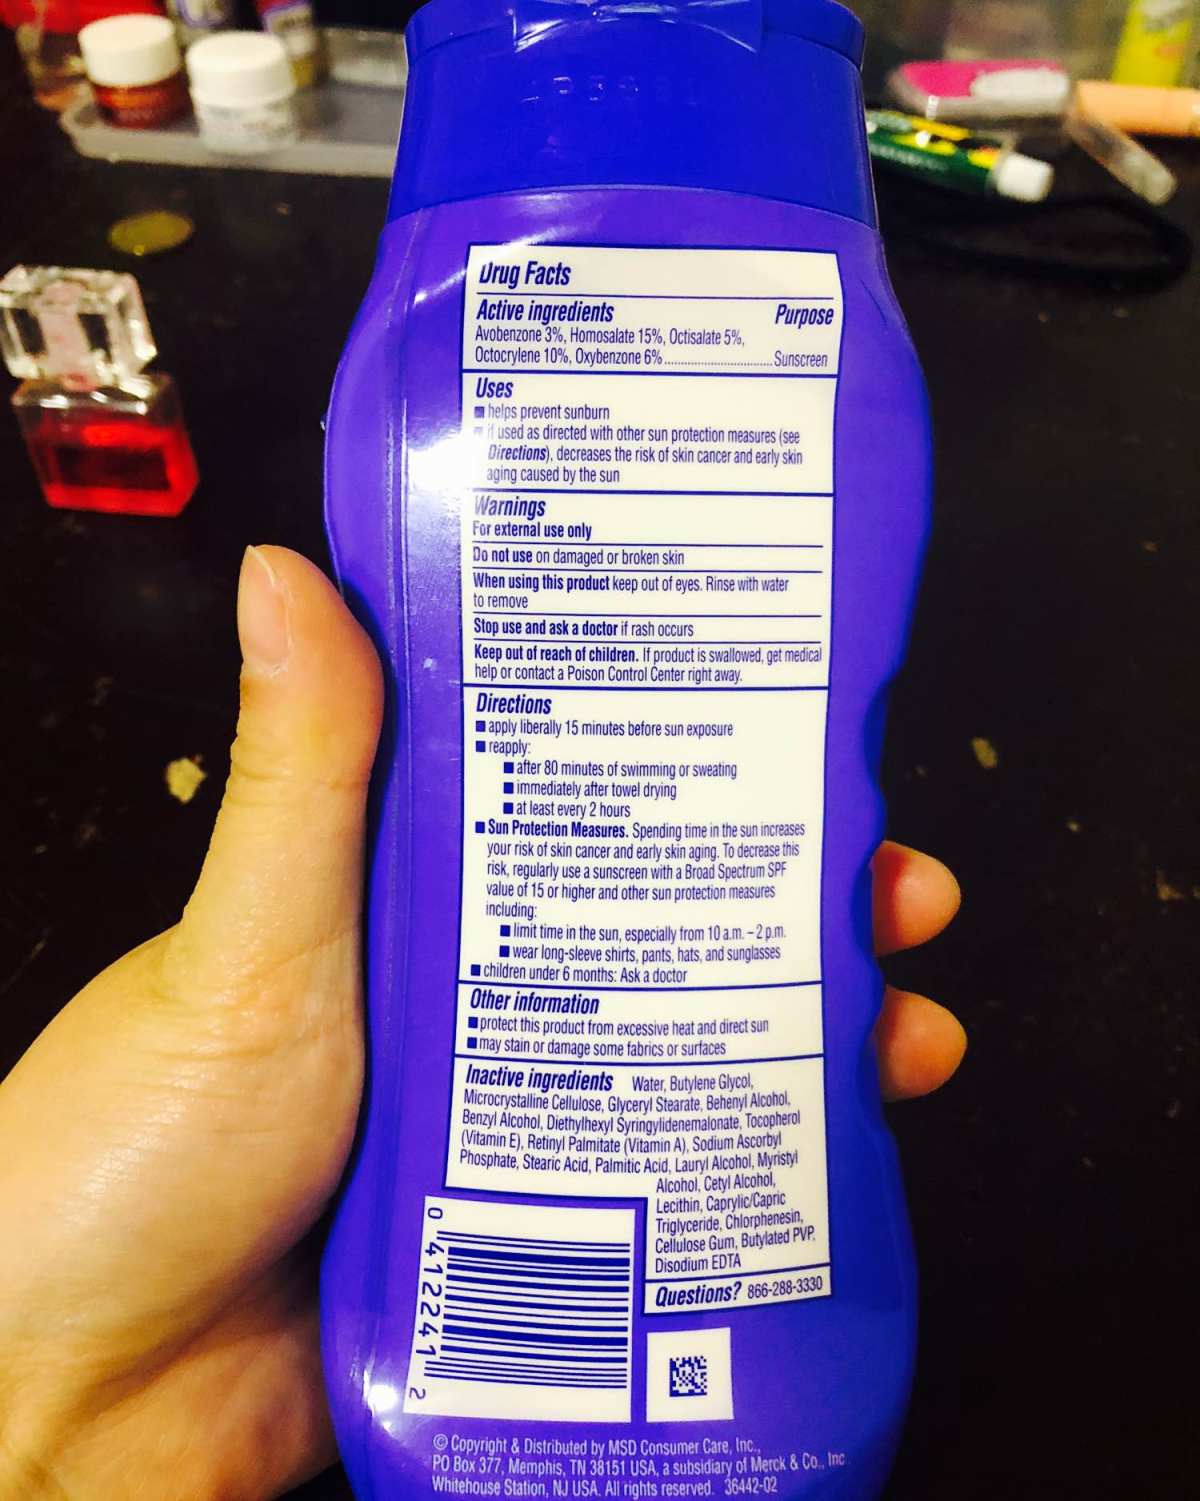 Drug Facts
Active ingredients Purpose
Avobenzone 3%, Homosalate 15%, Octisalate 5%,
Octocrylene 10%, Oxybenzone 6%.......................... Sunscreen
Uses
■ helps prevent sunburn
■ if used as directed with other sun protection measures (see
Directions), decreases the risk of skin cancer and early skin
aging caused by the sun
Warnings
For external use only
Do not use on damaged or broken skin
When using this product keep out of eyes. Rinse with water
to remove
Stop use and ask a doctor if rash occurs
Keep out of reach of children. If product is swallowed, get medical
help or contact a Poison Control Center right away.
Directions
■ apply liberally 15 minutes before sun exposure
■ reapply:
■ after 80 minutes of swimming or sweating
■ immediately after towel drying
■ at least every 2 hours
■ Sun Protection Measures. Spending time in the sun increases
your risk of skin cancer and early skin aging. To decrease this
risk, regularly use a sunscreen with a Broad Spectrum SPF
value of 15 or higher and other sun protection measures
including:
■ limit time in the sun, especially from 10 a.m. – 2 p.m.
■ wear long-sleeve shirts, pants, hats, and sunglasses
■ children under 6 months: Ask a doctor
Other information
■ protect this product from excessive heat and direct sun
■ may stain or damage some fabrics or surfaces
Inactive ingredients Water, Butylene Glycol,
Microcrystalline Cellulose, Glyceryl Stearate, Behenyl Alcohol,
Benzyl Alcohol, Diethylhexyl Syringylidenemalonate, Tocopherol
(Vitamin E), Retinyl Palmitate (Vitamin A), Sodium Ascorbyl
Phosphate, Stearic Acid, Palmitic Acid, Lauryl Alcohol, Myristyl
Alcohol, Cetyl Alcohol,
Lecithin, Caprylic/Capric
Triglyceride, Chlorphenesin,
Cellulose Gum, Butylated PVP,
Disodium EDTA
Questions? 866-288-3330
0 41224 1 2
© Copyright & Distributed by MSD Consumer Care, Inc.,
PO Box 377, Memphis, TN 38151 USA, a subsidiary of Merck & Co., Inc.
Whitehouse Station, NJ USA. All rights reserved. 36442-02